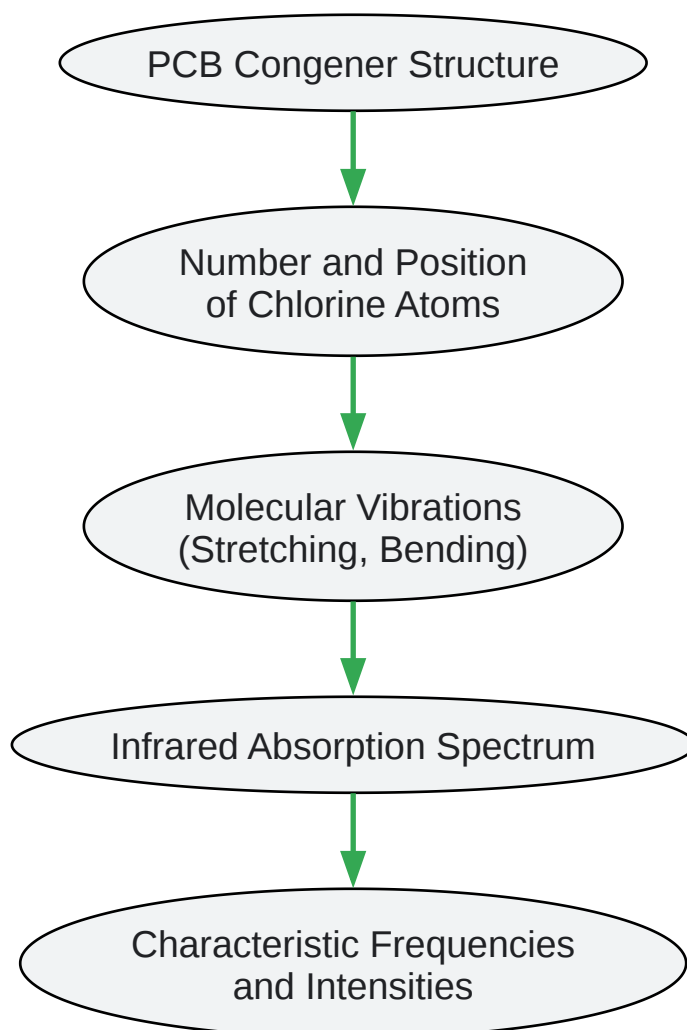 PCB Congener Structure
Number and Position
of Chlorine Atoms
Molecular Vibrations
(Stretching, Bending)
Infrared Absorption Spectrum
Characteristic Frequencies
and Intensities